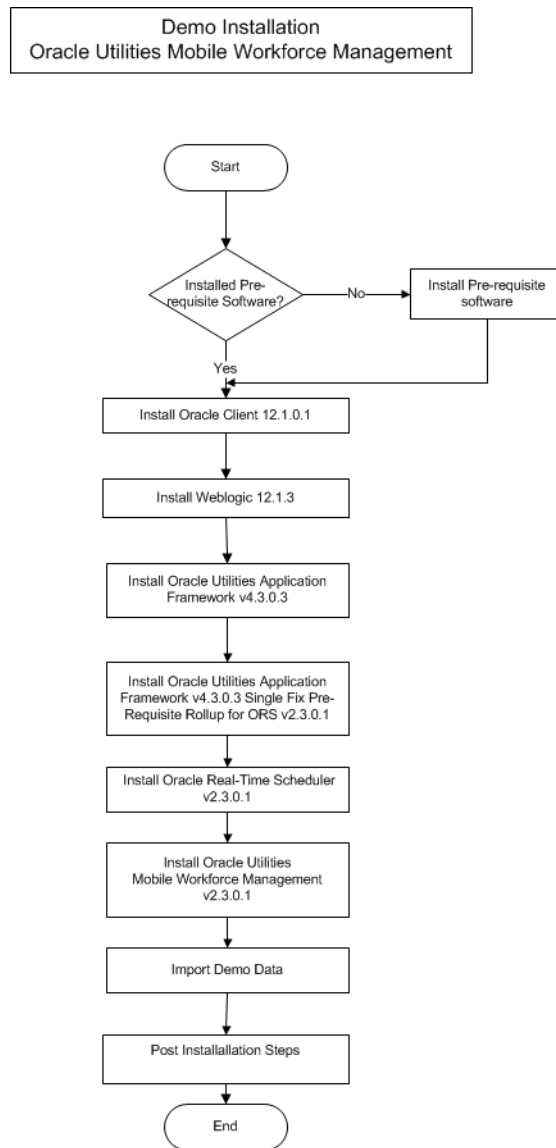 Demo Installation
Oracle Utilities Mobile Workforce Management
Start
Installed Pre-
requisite Software?
No
Install Pre-requisite
software
Yes
Install Oracle Client 12.1.0.1
Install Weblogic 12.1.3
Install Oracle Utilities Application
Framework v4.3.0.3
Install Oracle Utilities Application
Framework v4.3.0.3 Single Fix Pre-
Requisite Rollup for ORS v2.3.0.1
Install Oracle Real-Time Scheduler
v2.3.0.1
Install Oracle Utilities
Mobile Workforce Management
v2.3.0.1
Import Demo Data
Post Installallation Steps
End